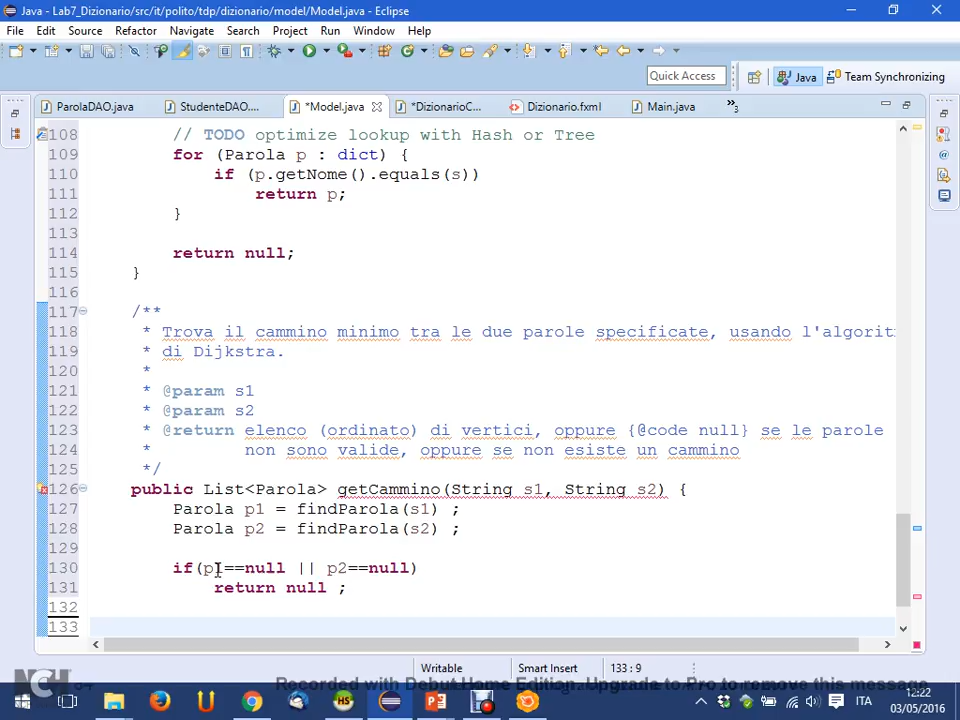 Java - Lab7_Dizionario/src/it/polito/tdp/dizionario/model/Model.java - Eclipse
File Edit Source Refactor Navigate Search Project Run Window Help
Quick Access Java Team Synchronizing
ParolaDAO.java StudenteDAO.... *Model.java *DizionarioC... Dizionario.fxml Main.java »3
108 // TODO optimize lookup with Hash or Tree
109 for (Parola p : dict) {
110 if (p.getNome().equals(s))
111 return p;
112 }
113
114 return null;
115 }
116
117 /**
118 * Trova il cammino minimo tra le due parole specificate, usando l'algorit
119 * di Dijkstra.
120 *
121 * @param s1
122 * @param s2
123 * @return elenco (ordinato) di vertici, oppure {@code null} se le parole
124 * non sono valide, oppure se non esiste un cammino
125 */
126 public List<Parola> getCammino(String s1, String s2) {
127 Parola p1 = findParola(s1) ;
128 Parola p2 = findParola(s2) ;
129
130 if(p1==null || p2==null)
131 return null ;
132
133
Writable Smart Insert 133 : 9
NCH
Recorded with Debut Home Edition. Upgrade to Pro to remove this message
ITA
12:22
03/05/2016